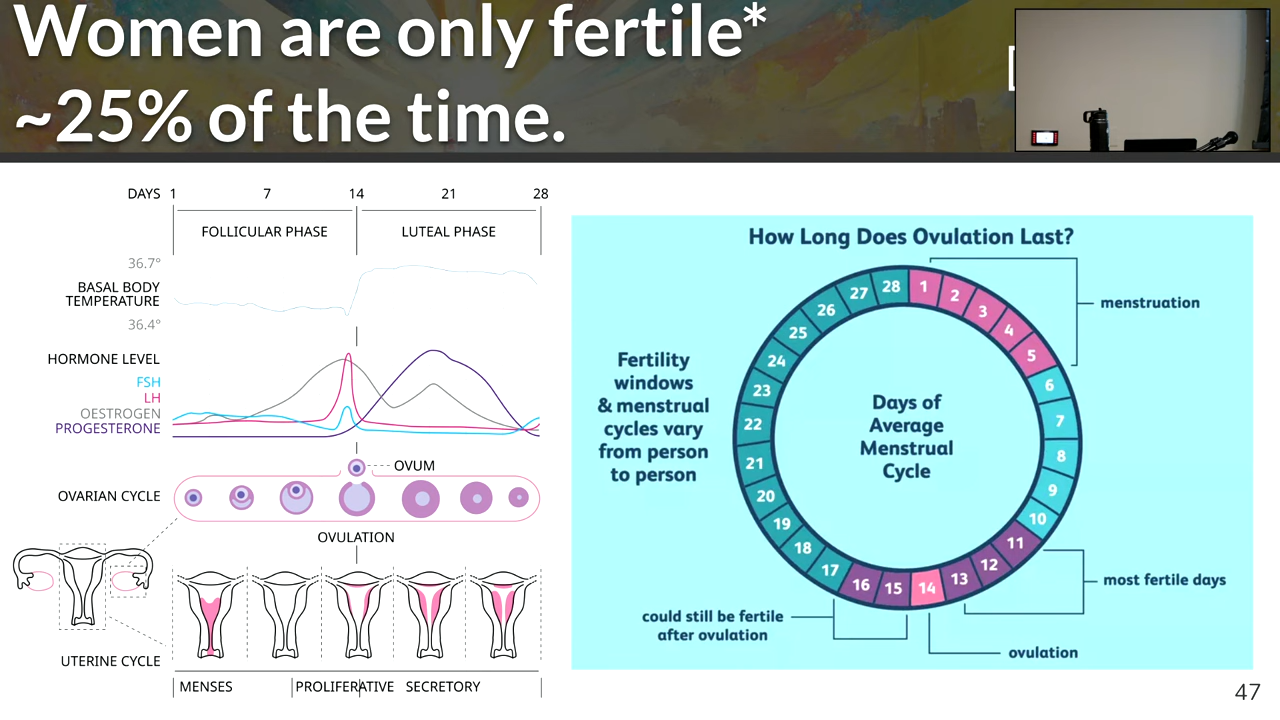 Women are only fertile*
~25% of the time.
DAYS 1 7 14 21 28
FOLLICULAR PHASE LUTEAL PHASE
36.7°
BASAL BODY
TEMPERATURE
36.4°
HORMONE LEVEL
FSH
LH
OESTROGEN
PROGESTERONE
OVUM
OVARIAN CYCLE
OVULATION
UTERINE CYCLE
MENSES PROLIFERATIVE SECRETORY
How Long Does Ovulation Last?
1
2
3
4
5
6
7
8
9
10
11
12
13
14
15
16
17
18
19
20
21
22
23
24
25
26
27
28
menstruation
Fertility
windows
& menstrual
cycles vary
from person
to person
Days of
Average
Menstrual
Cycle
most fertile days
could still be fertile
after ovulation
ovulation
47